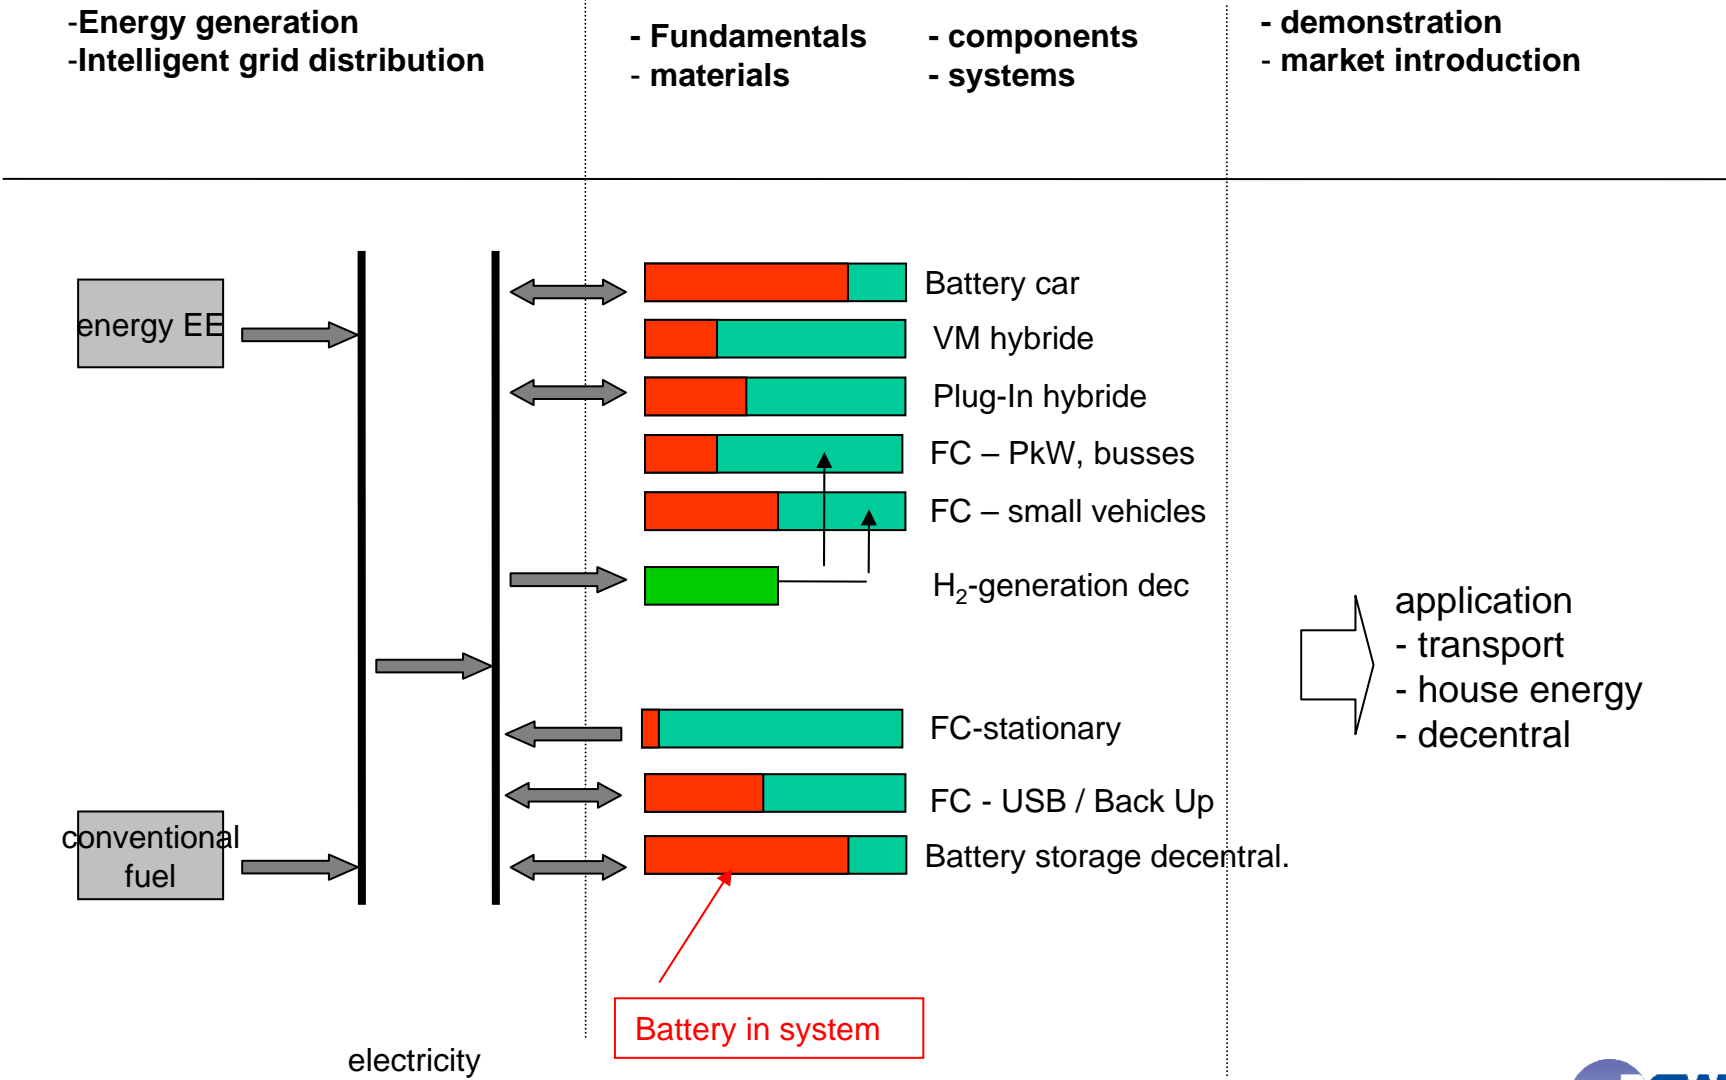 -Energy generation
-Intelligent grid distribution
- Fundamentals
- materials
- components
- systems
- demonstration
- market introduction
energy EE
conventional
fuel
electricity
Battery car
VM hybride
Plug-In hybride
FC – PkW, busses
FC – small vehicles
H₂-generation dec
FC-stationary
FC - USB / Back Up
Battery storage decentral.
Battery in system
application
- transport
- house energy
- decentral